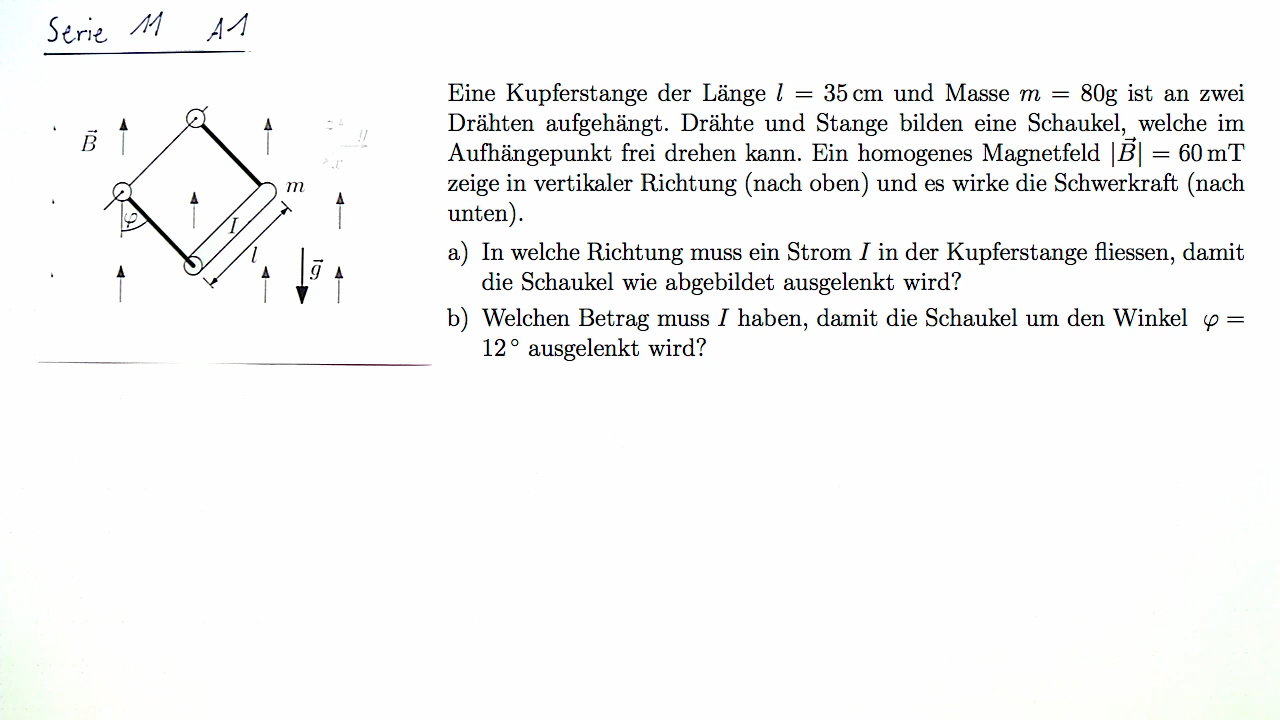 Serie 11 A1
Eine Kupferstange der Länge l = 35 cm und Masse m = 80g ist an zwei
Drähten aufgehängt. Drähte und Stange bilden eine Schaukel, welche im
Aufhängepunkt frei drehen kann. Ein homogenes Magnetfeld |B⃗| = 60 mT
zeige in vertikaler Richtung (nach oben) und es wirke die Schwerkraft (nach
unten).
a) In welche Richtung muss ein Strom I in der Kupferstange fliessen, damit
die Schaukel wie abgebildet ausgelenkt wird?
b) Welchen Betrag muss I haben, damit die Schaukel um den Winkel φ =
12° ausgelenkt wird?
B⃗
m
φ
I
l
g⃗
y
x